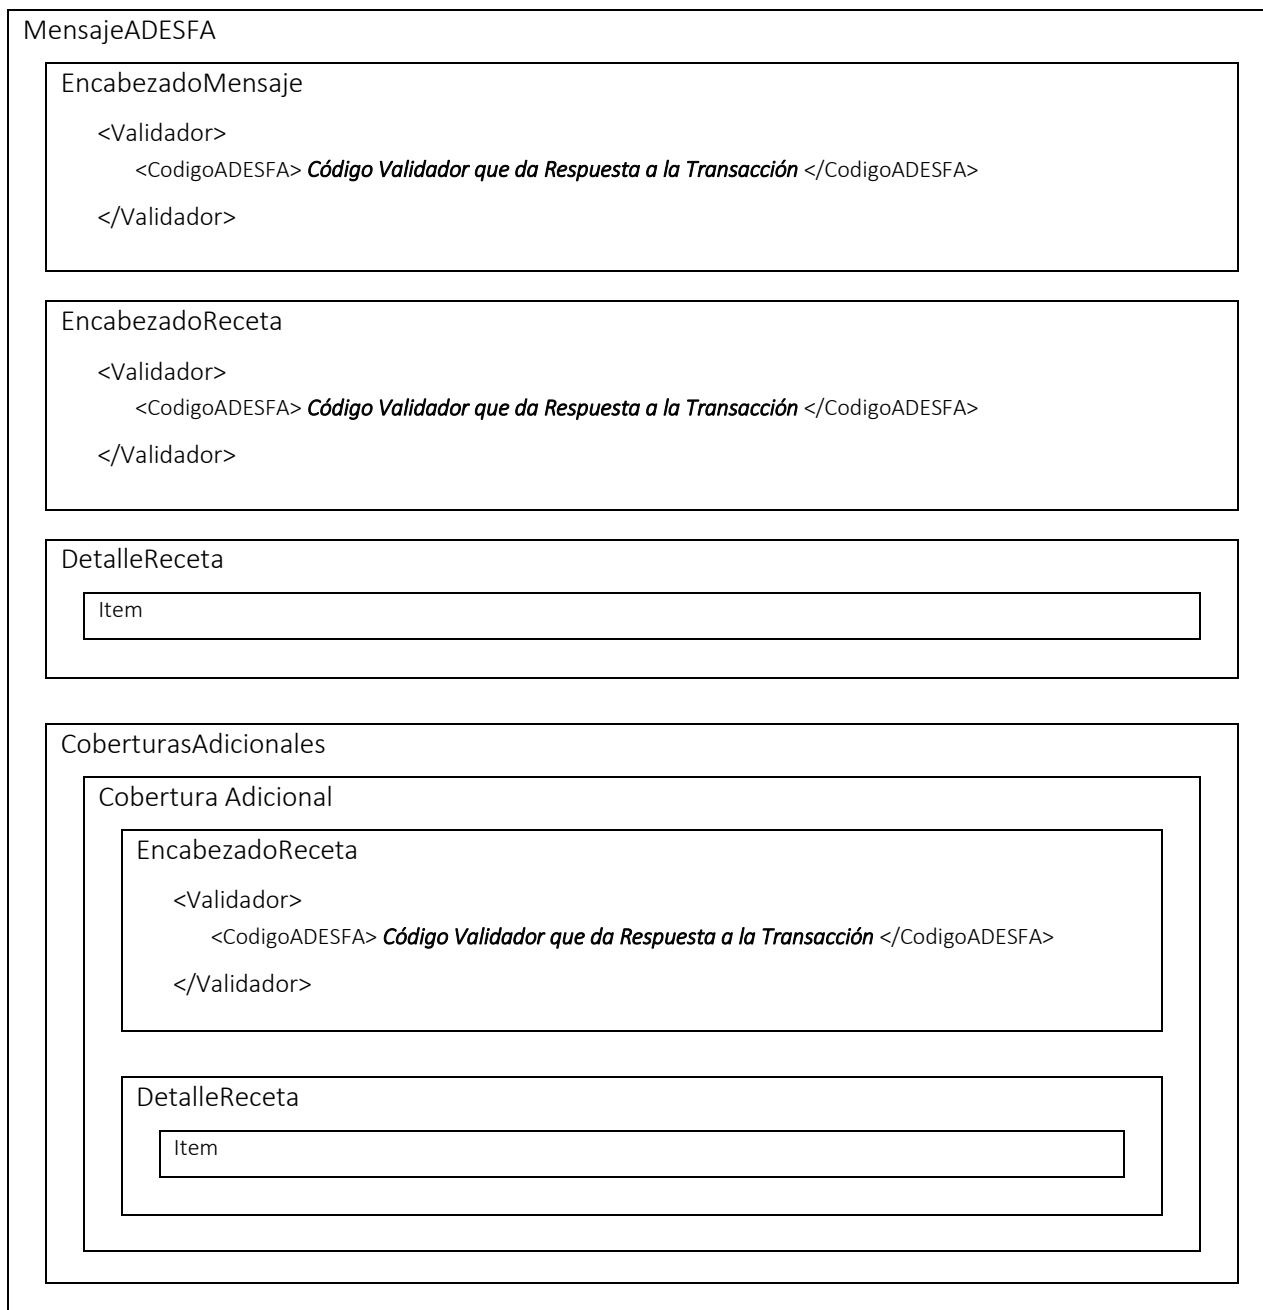 MensajeADESFA
EncabezadoMensaje
<Validador>
<CodigoADESFA> Código Validador que da Respuesta a la Transacción </CodigoADESFA>
</Validador>
EncabezadoReceta
<Validador>
<CodigoADESFA> Código Validador que da Respuesta a la Transacción </CodigoADESFA>
</Validador>
DetalleReceta
Item
CoberturasAdicionales
Cobertura Adicional
EncabezadoReceta
<Validador>
<CodigoADESFA> Código Validador que da Respuesta a la Transacción </CodigoADESFA>
</Validador>
DetalleReceta
Item